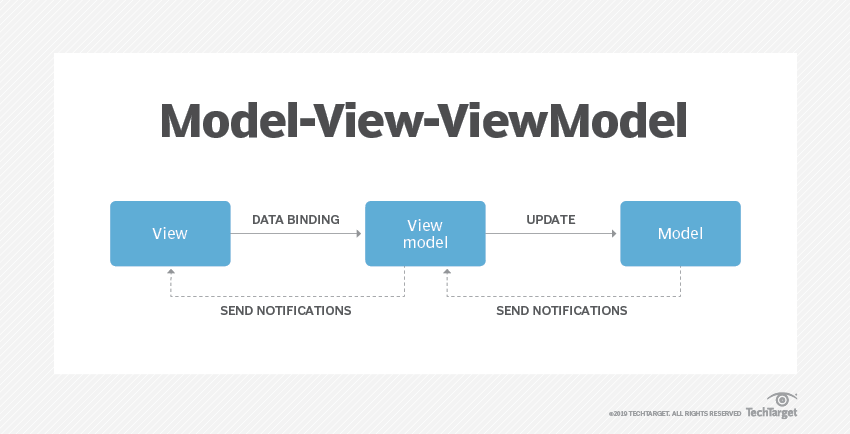 Model-View-ViewModel
View
DATA BINDING
View
model
UPDATE
Model
SEND NOTIFICATIONS
SEND NOTIFICATIONS
©2019 TECHTARGET. ALL RIGHTS RESERVED
TechTarget